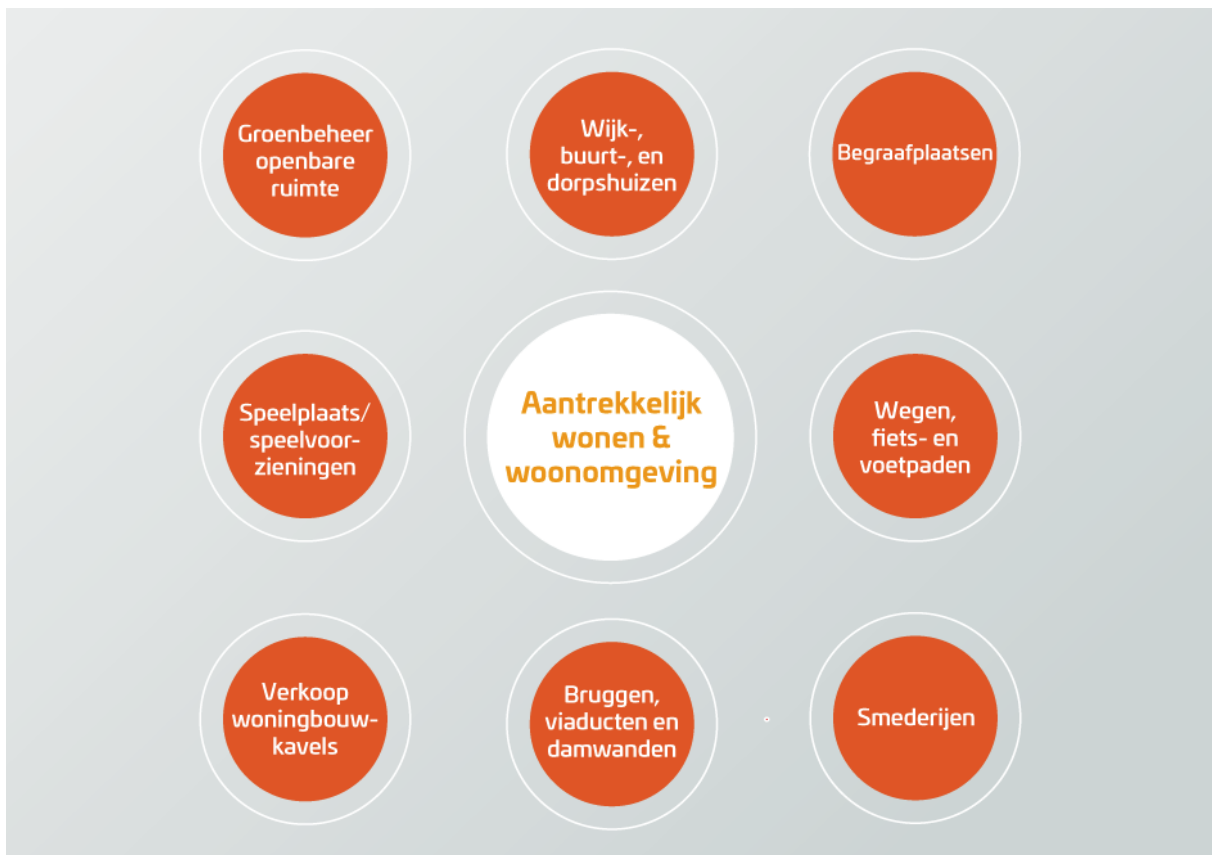 Groenbeheer
openbare
ruimte
Wijk-,
buurt-, en
dorpshuizen
Begraafplaatsen
Speelplaats/
speelvoor-
zieningen
Aantrekkelijk
wonen &
woonomgeving
Wegen,
fiets- en
voetpaden
Verkoop
woningbouw-
kavels
Bruggen,
viaducten en
damwanden
Smederijen